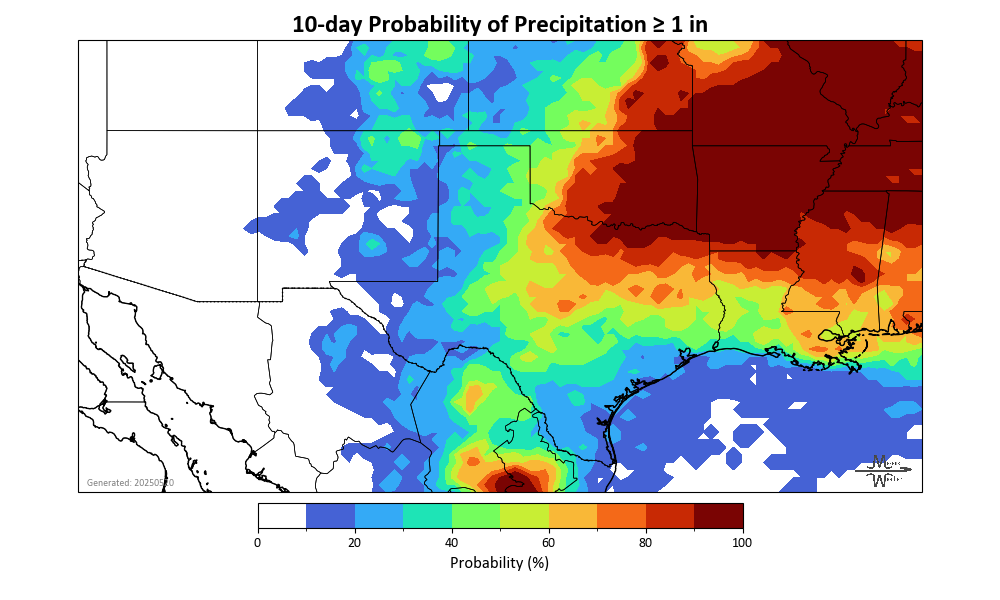 10-day Probability of Precipitation ≥ 1 in
Generated: 20250520
0 20 40 60 80 100
Probability (%)